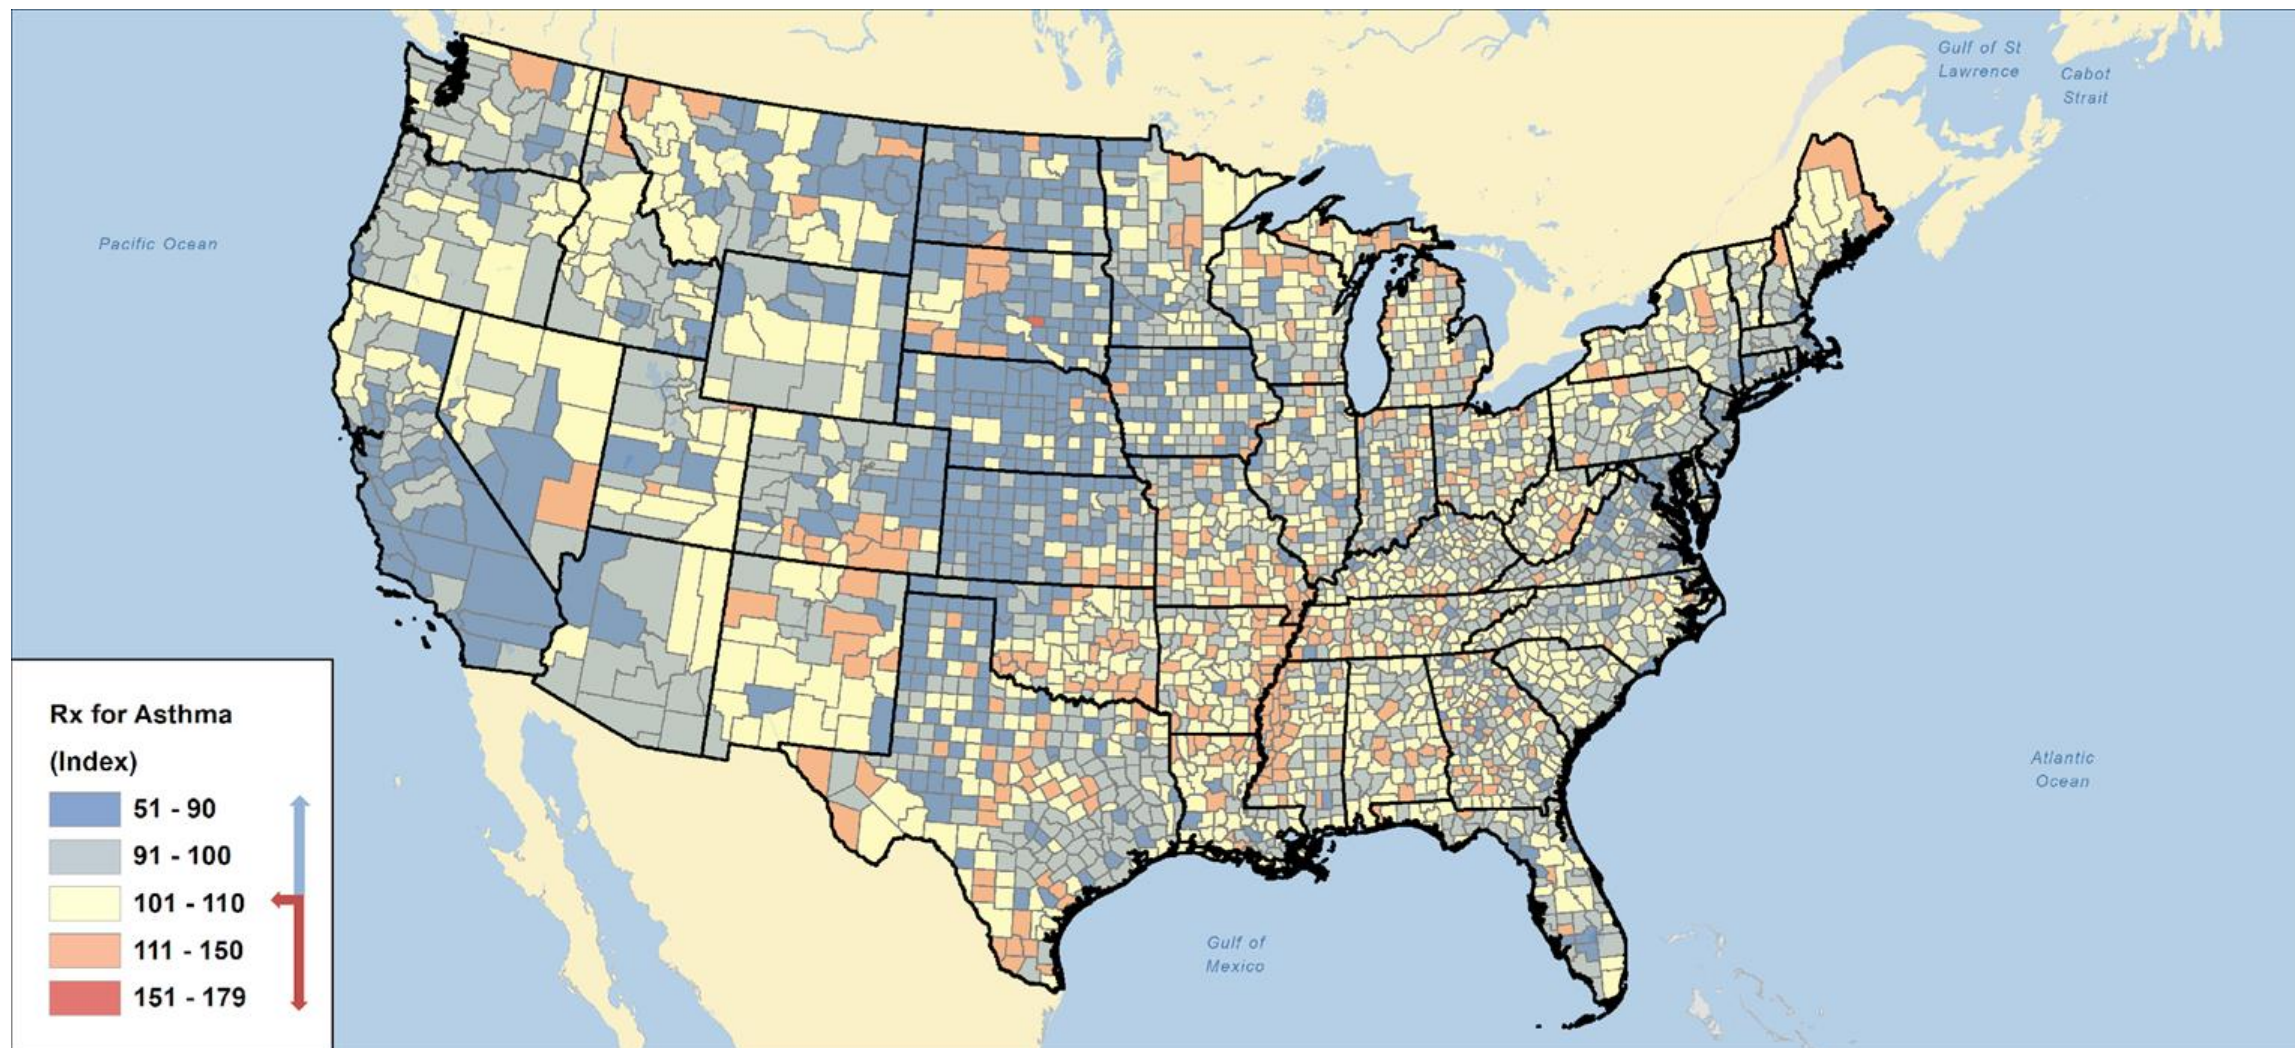 Gulf of St
Lawrence
Cabot
Strait
Pacific Ocean
Rx for Asthma
(Index)
51 - 90
91 - 100
101 - 110
111 - 150
151 - 179
Atlantic
Ocean
Gulf of
Mexico